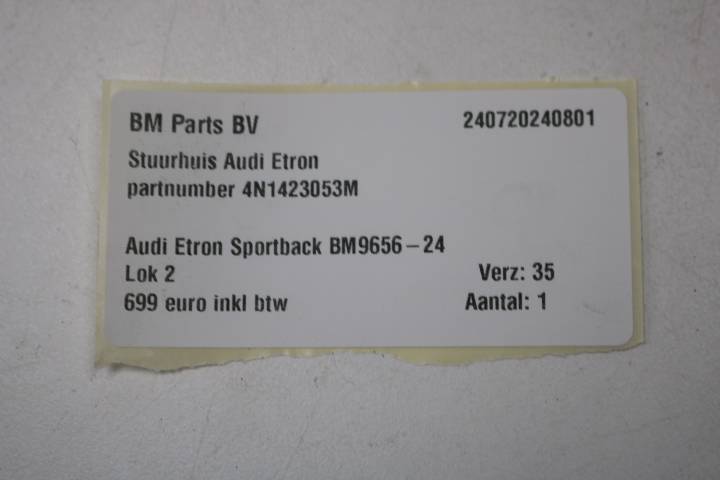 BM Parts BV 240720240801
Stuurhuis Audi Etron
partnumber 4N1423053M
Audi Etron Sportback BM9656-24
Lok 2 Verz: 35
699 euro inkl btw Aantal: 1